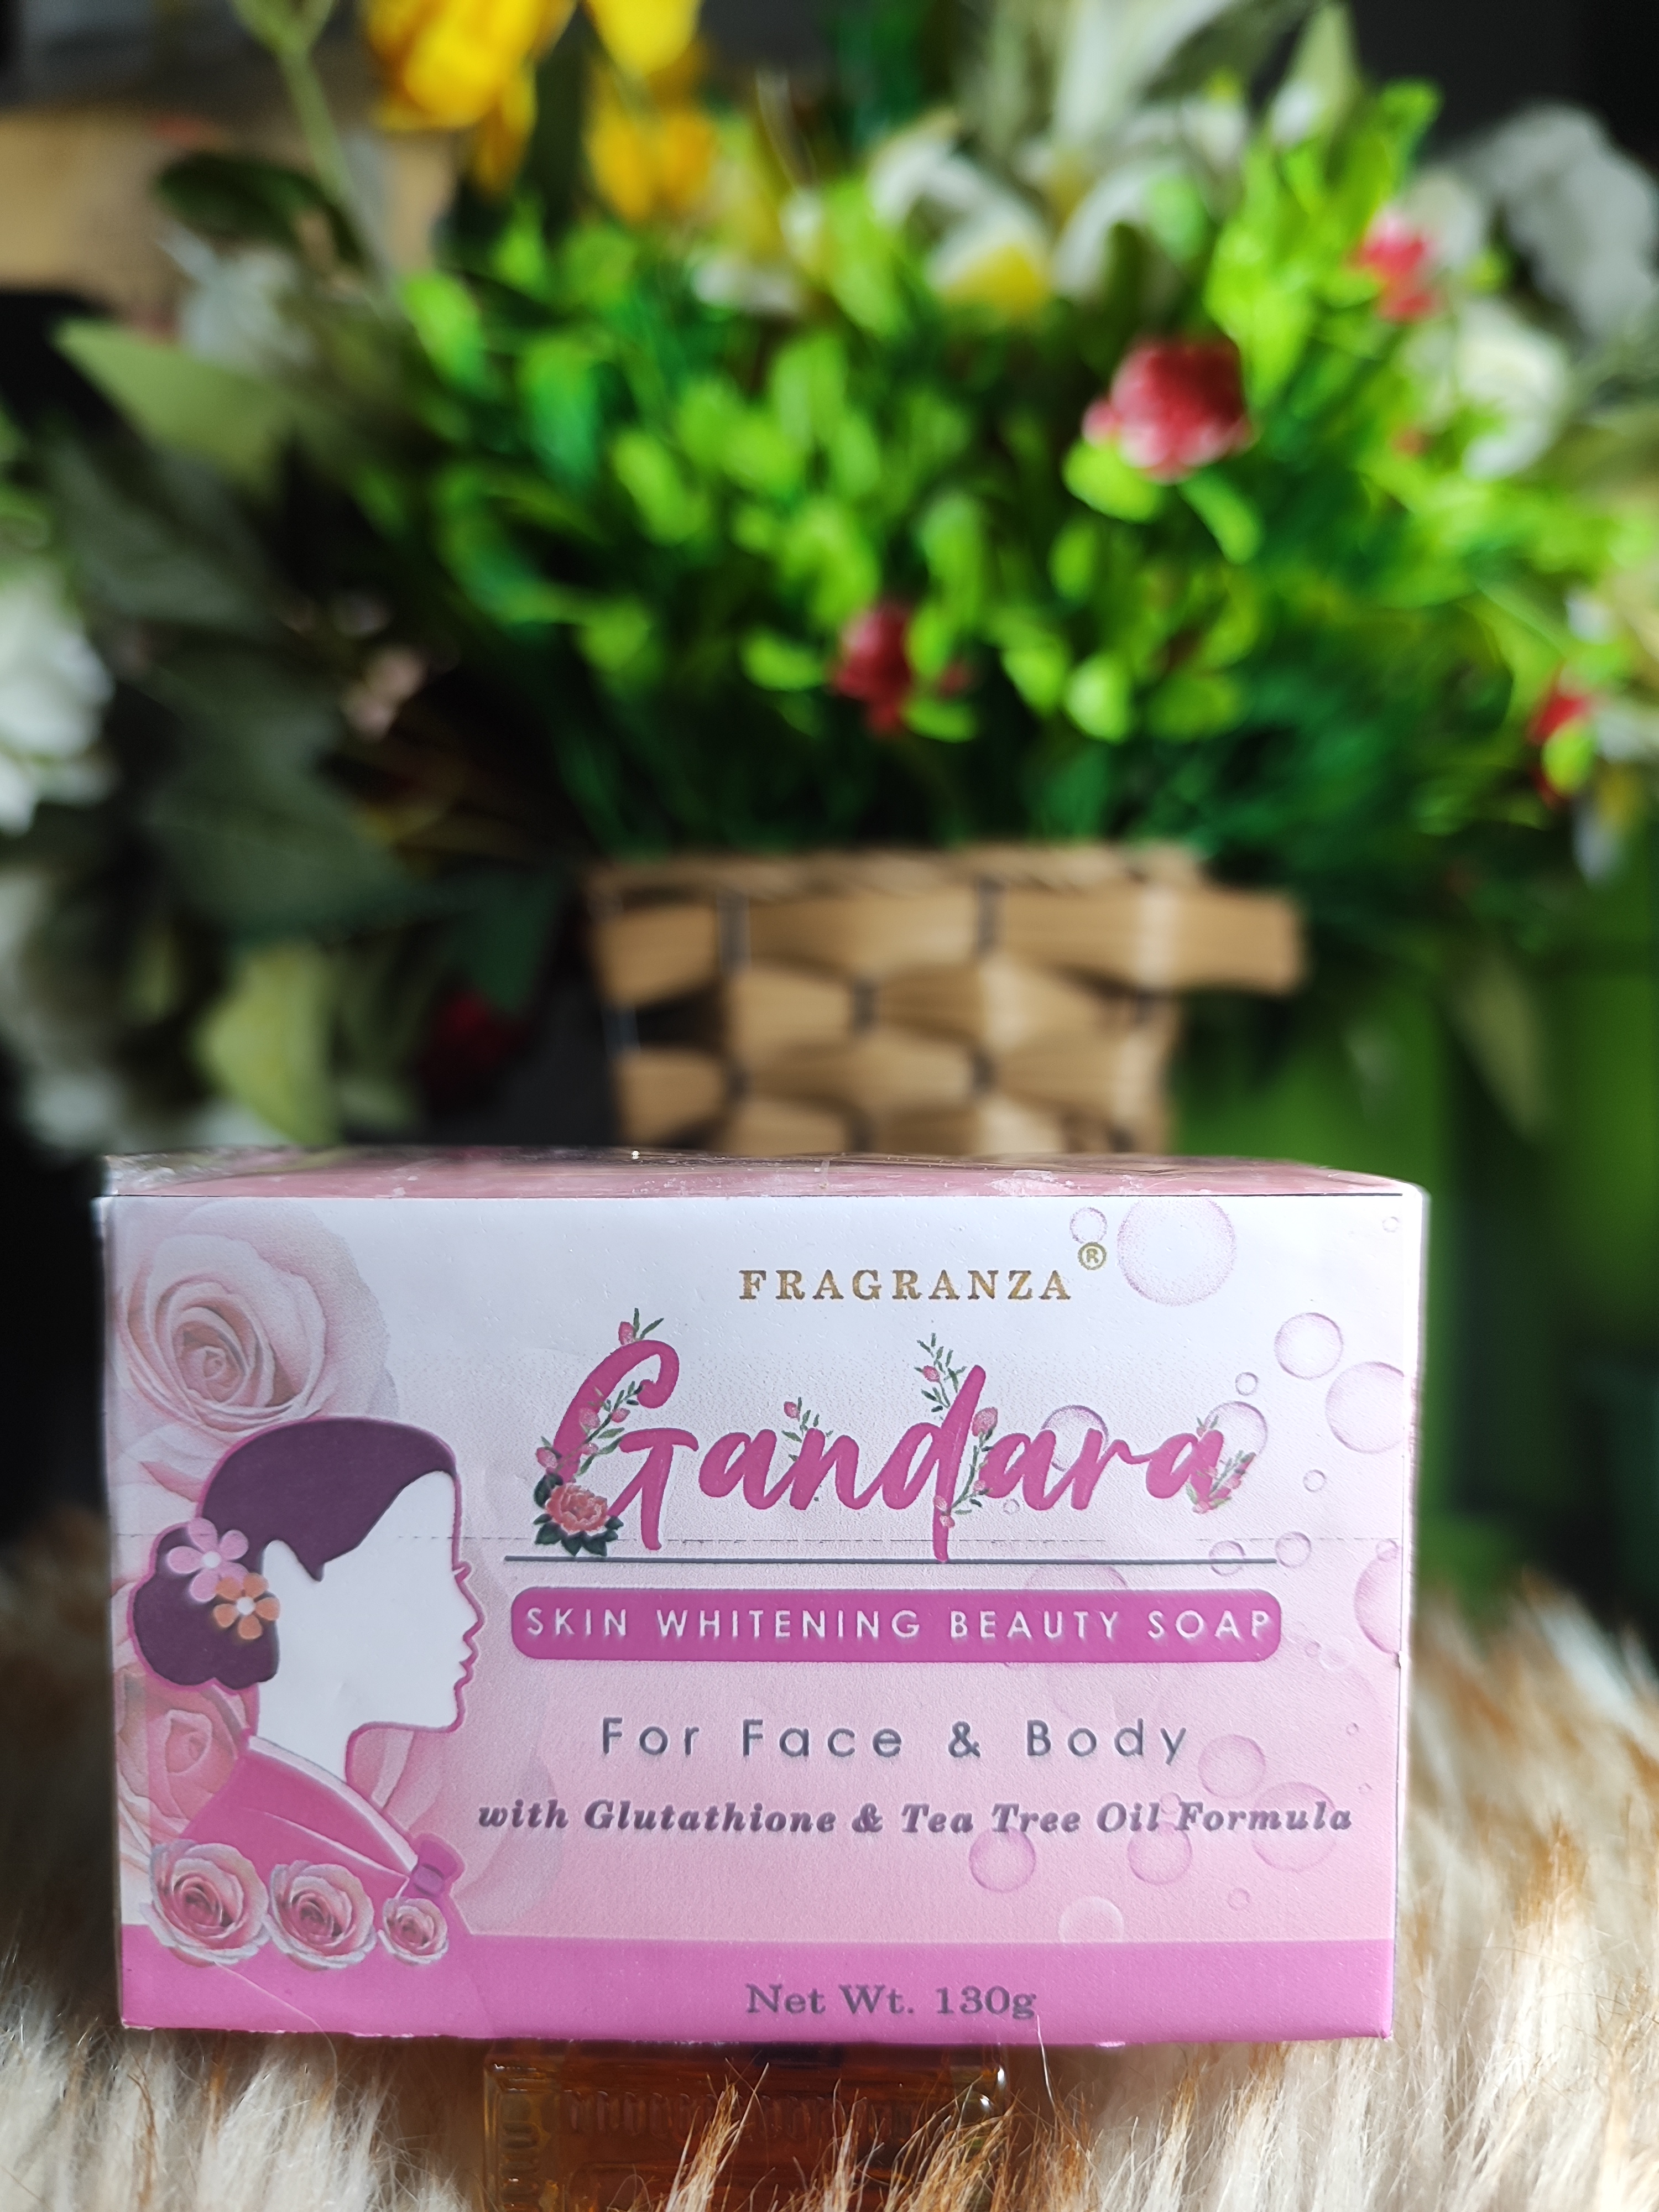 FRAGRANZA®
Gandara
SKIN WHITENING BEAUTY SOAP
For Face & Body
with Glutathione & Tea Tree Oil Formula
Net Wt. 130g